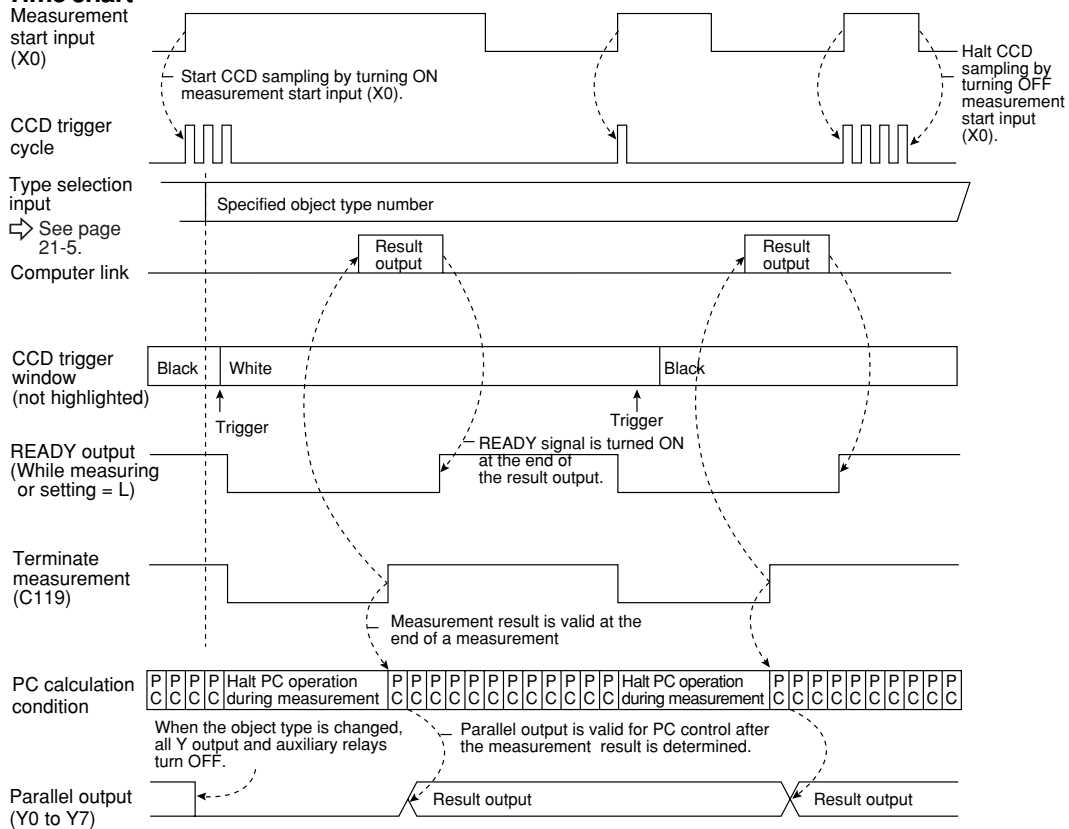 Time chart
Measurement
start input
(X0)
Start CCD sampling by turning ON
measurement start input (X0).
Halt CCD
sampling by
turning OFF
measurement
start input
(X0).
CCD trigger
cycle
Type selection
input
See page
21-5.
Specified object type number
Computer link
Result
output
Result
output
CCD trigger
window
(not highlighted)
Black
White
Black
Trigger
Trigger
READY output
(While measuring
or setting = L)
READY signal is turned ON
at the end of
the result output.
Terminate
measurement
(C119)
Measurement result is valid at the
end of a measurement
PC calculation
condition
P P P P Halt PC operation P P P P P P P P P P P P Halt PC operation P P P P P P P P P P
C C C C during measurement C C C C C C C C C C C C during measurement C C C C C C C C C C
When the object type is changed,
all Y output and auxiliary relays
turn OFF.
Parallel output is valid for PC control after
the measurement result is determined.
Parallel output
(Y0 to Y7)
Result output
Result output